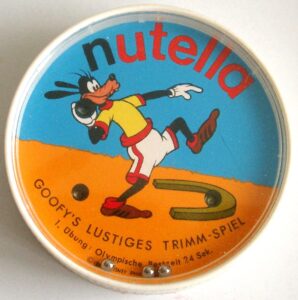 nutella
GOOFY'S LUSTIGES TRIMM-SPIEL
1. Übung: Olympische Bestzeit 24 Sek.
©